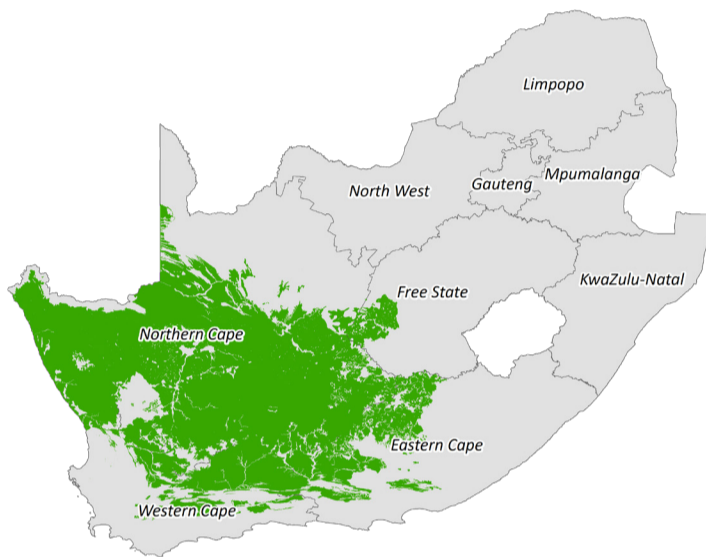 Limpopo
Mpumalanga
Gauteng
North West
KwaZulu-Natal
Free State
Northern Cape
Eastern Cape
Western Cape